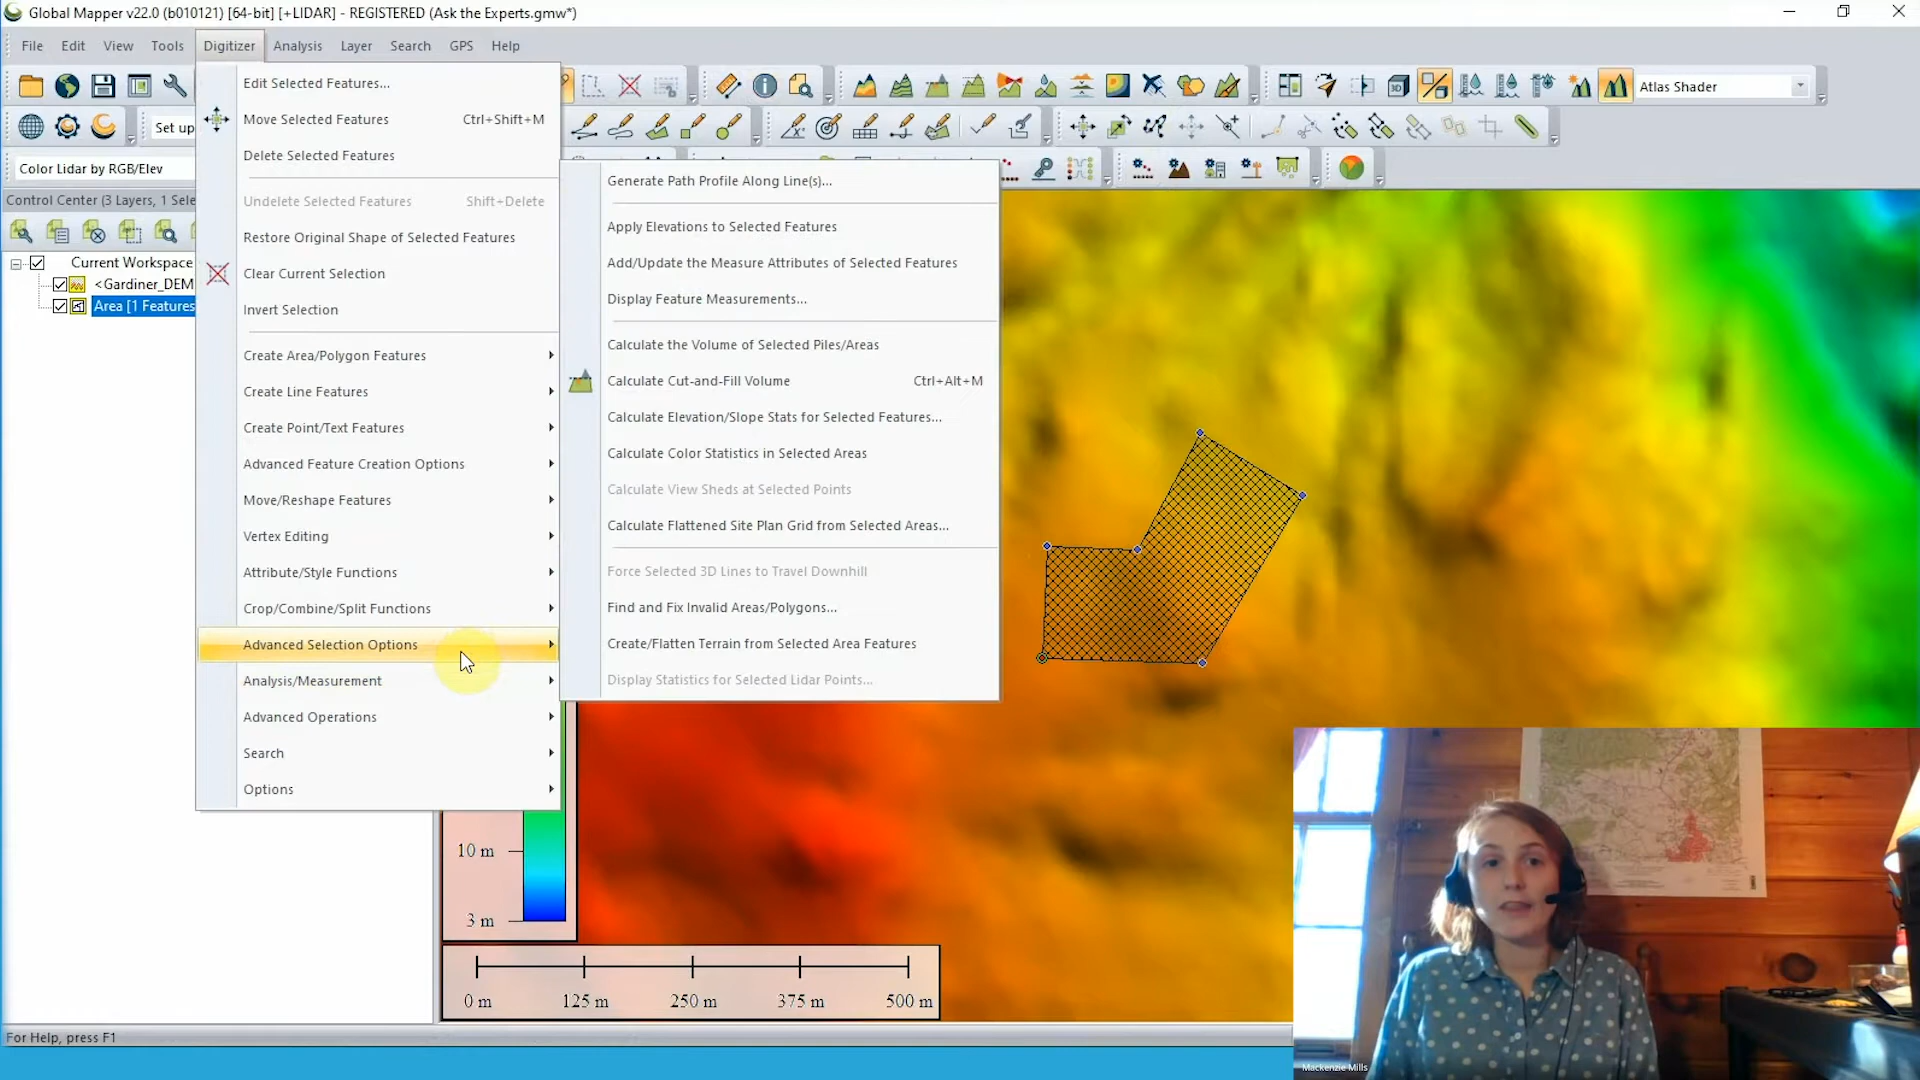 Global Mapper v22.0 (b010121) [64-bit] [+LIDAR] - REGISTERED (Ask the Experts.gmw*)
File Edit View Tools Digitizer Analysis Layer Search GPS Help
Atlas Shader
Set up
Color Lidar by RGB/Elev
Control Center (3 Layers, 1 Sele
Current Workspace
<Gardiner_DEM
Area [1 Features
Edit Selected Features...
Move Selected Features Ctrl+Shift+M
Delete Selected Features
Undelete Selected Features Shift+Delete
Restore Original Shape of Selected Features
Clear Current Selection
Invert Selection
Create Area/Polygon Features
Create Line Features
Create Point/Text Features
Advanced Feature Creation Options
Move/Reshape Features
Vertex Editing
Attribute/Style Functions
Crop/Combine/Split Functions
Advanced Selection Options
Analysis/Measurement
Advanced Operations
Search
Options
Generate Path Profile Along Line(s)...
Apply Elevations to Selected Features
Add/Update the Measure Attributes of Selected Features
Display Feature Measurements...
Calculate the Volume of Selected Piles/Areas
Calculate Cut-and-Fill Volume Ctrl+Alt+M
Calculate Elevation/Slope Stats for Selected Features...
Calculate Color Statistics in Selected Areas
Calculate View Sheds at Selected Points
Calculate Flattened Site Plan Grid from Selected Areas...
Force Selected 3D Lines to Travel Downhill
Find and Fix Invalid Areas/Polygons...
Create/Flatten Terrain from Selected Area Features
Display Statistics for Selected Lidar Points...
10 m
3 m
0 m 125 m 250 m 375 m 500 m
For Help, press F1
Mackenzie Mills